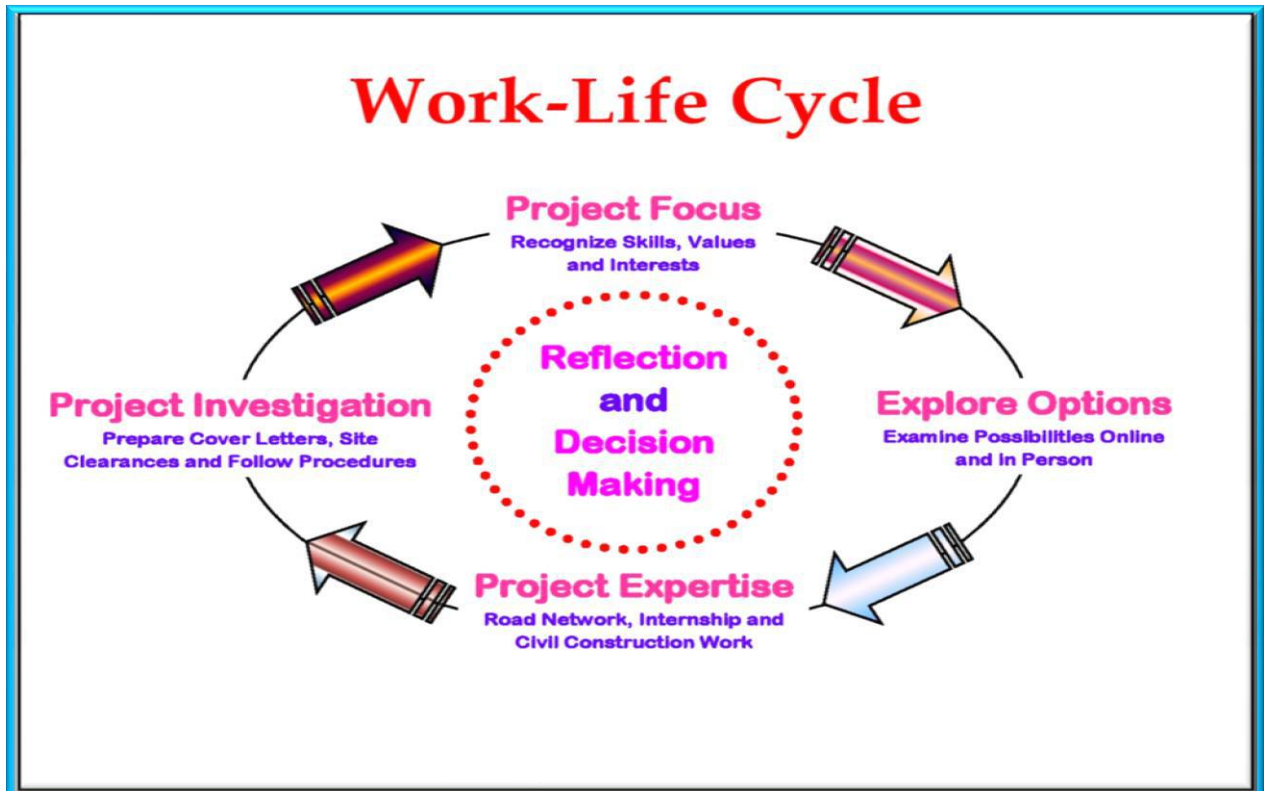 Work-Life Cycle
Project Focus
Recognize Skills, Values
and Interests
Explore Options
Examine Possibilities Online
and in Person
Project Expertise
Road Network, Internship and
Civil Construction Work
Project Investigation
Prepare Cover Letters, Site
Clearances and Follow Procedures
Reflection
and
Decision
Making